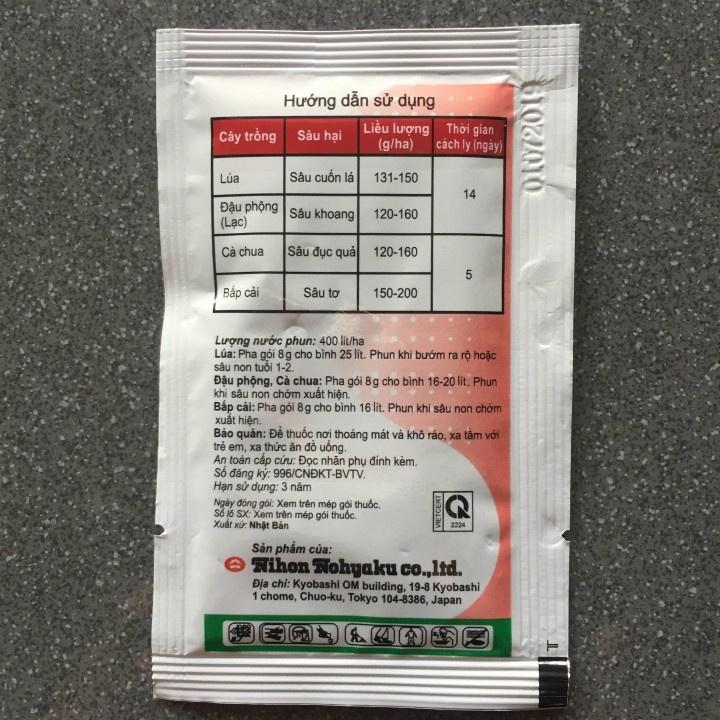 Hướng dẫn sử dụng
Cây trồng Sâu hại Liều lượng (g/ha) Thời gian cách ly (ngày)
Lúa Sâu cuốn lá 131-150 14
Đậu phộng (Lạc) Sâu khoang 120-160
Cà chua Sâu đục quả 120-160 5
Bắp cải Sâu tơ 150-200
Lượng nước phun: 400 lít/ha
Lúa: Pha gói 8g cho bình 25 lít. Phun khi bướm ra rộ hoặc
sâu non tuổi 1-2.
Đậu phộng, Cà chua: Pha gói 8g cho bình 16-20 lít. Phun
khi sâu non chớm xuất hiện.
Bắp cải: Pha gói 8g cho bình 16 lít. Phun khi sâu non chớm
xuất hiện.
Bảo quản: Để thuốc nơi thoáng mát và khô ráo, xa tầm với
trẻ em, xa thức ăn đồ uống.
An toàn cấp cứu: Đọc nhãn phụ đính kèm.
Số đăng ký: 996/CNĐKT-BVTV.
Hạn sử dụng: 3 năm
Ngày đóng gói: Xem trên mép gói thuốc.
Số lô SX: Xem trên mép gói thuốc.
Xuất xứ: Nhật Bản
VIETCERT
2224
Sản phẩm của:
Nihon Nohyaku co.,ltd.
Địa chỉ: Kyobashi OM building, 19-8 Kyobashi
1 chome, Chuo-ku, Tokyo 104-8386, Japan
T